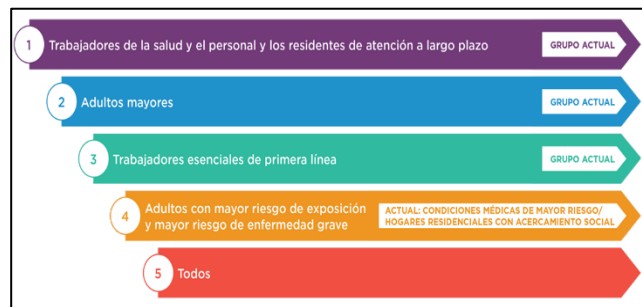 1 Trabajadores de la salud y el personal y los residentes de atención a largo plazo GRUPO ACTUAL
2 Adultos mayores GRUPO ACTUAL
3 Trabajadores esenciales de primera línea GRUPO ACTUAL
4 Adultos con mayor riesgo de exposición
y mayor riesgo de enfermedad grave
ACTUAL: CONDICIONES MÉDICAS DE MAYOR RIESGO/
HOGARES RESIDENCIALES CON ACERCAMIENTO SOCIAL
5 Todos